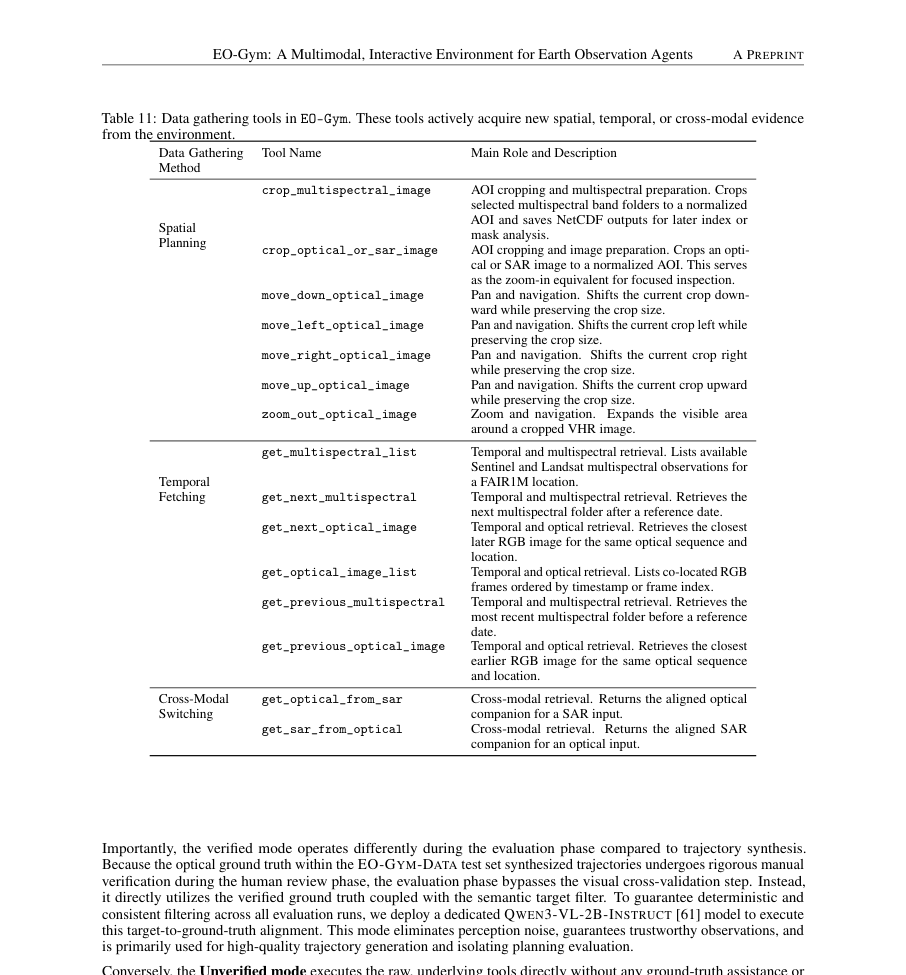 EO-Gym: A Multimodal, Interactive Environment for Earth Observation Agents A PREPRINT
Table 11: Data gathering tools in EO-Gym. These tools actively acquire new spatial, temporal, or cross-modal evidence
from the environment.
Data Gathering Method Tool Name Main Role and Description
Spatial
Planning
crop_multispectral_image AOI cropping and multispectral preparation. Crops
selected multispectral band folders to a normalized
AOI and saves NetCDF outputs for later index or
mask analysis.
crop_optical_or_sar_image AOI cropping and image preparation. Crops an opti-
cal or SAR image to a normalized AOI. This serves
as the zoom-in equivalent for focused inspection.
move_down_optical_image Pan and navigation. Shifts the current crop down-
ward while preserving the crop size.
move_left_optical_image Pan and navigation. Shifts the current crop left while
preserving the crop size.
move_right_optical_image Pan and navigation. Shifts the current crop right
while preserving the crop size.
move_up_optical_image Pan and navigation. Shifts the current crop upward
while preserving the crop size.
zoom_out_optical_image Zoom and navigation. Expands the visible area
around a cropped VHR image.
Temporal
Fetching
get_multispectral_list Temporal and multispectral retrieval. Lists available
Sentinel and Landsat multispectral observations for
a FAIR1M location.
get_next_multispectral Temporal and multispectral retrieval. Retrieves the
next multispectral folder after a reference date.
get_next_optical_image Temporal and optical retrieval. Retrieves the closest
later RGB image for the same optical sequence and
location.
get_optical_image_list Temporal and optical retrieval. Lists co-located RGB
frames ordered by timestamp or frame index.
get_previous_multispectral Temporal and multispectral retrieval. Retrieves the
most recent multispectral folder before a reference
date.
get_previous_optical_image Temporal and optical retrieval. Retrieves the closest
earlier RGB image for the same optical sequence
and location.
Cross-Modal
Switching
get_optical_from_sar Cross-modal retrieval. Returns the aligned optical
companion for a SAR input.
get_sar_from_optical Cross-modal retrieval. Returns the aligned SAR
companion for an optical input.
Importantly, the verified mode operates differently during the evaluation phase compared to trajectory synthesis.
Because the optical ground truth within the EO-GYM-DATA test set synthesized trajectories undergoes rigorous manual
verification during the human review phase, the evaluation phase bypasses the visual cross-validation step. Instead,
it directly utilizes the verified ground truth coupled with the semantic target filter. To guarantee deterministic and
consistent filtering across all evaluation runs, we deploy a dedicated QWEN3-VL-2B-INSTRUCT [61] model to execute
this target-to-ground-truth alignment. This mode eliminates perception noise, guarantees trustworthy observations, and
is primarily used for high-quality trajectory generation and isolating planning evaluation.
Conversely, the Unverified mode executes the raw, underlying tools directly without any ground-truth assistance or